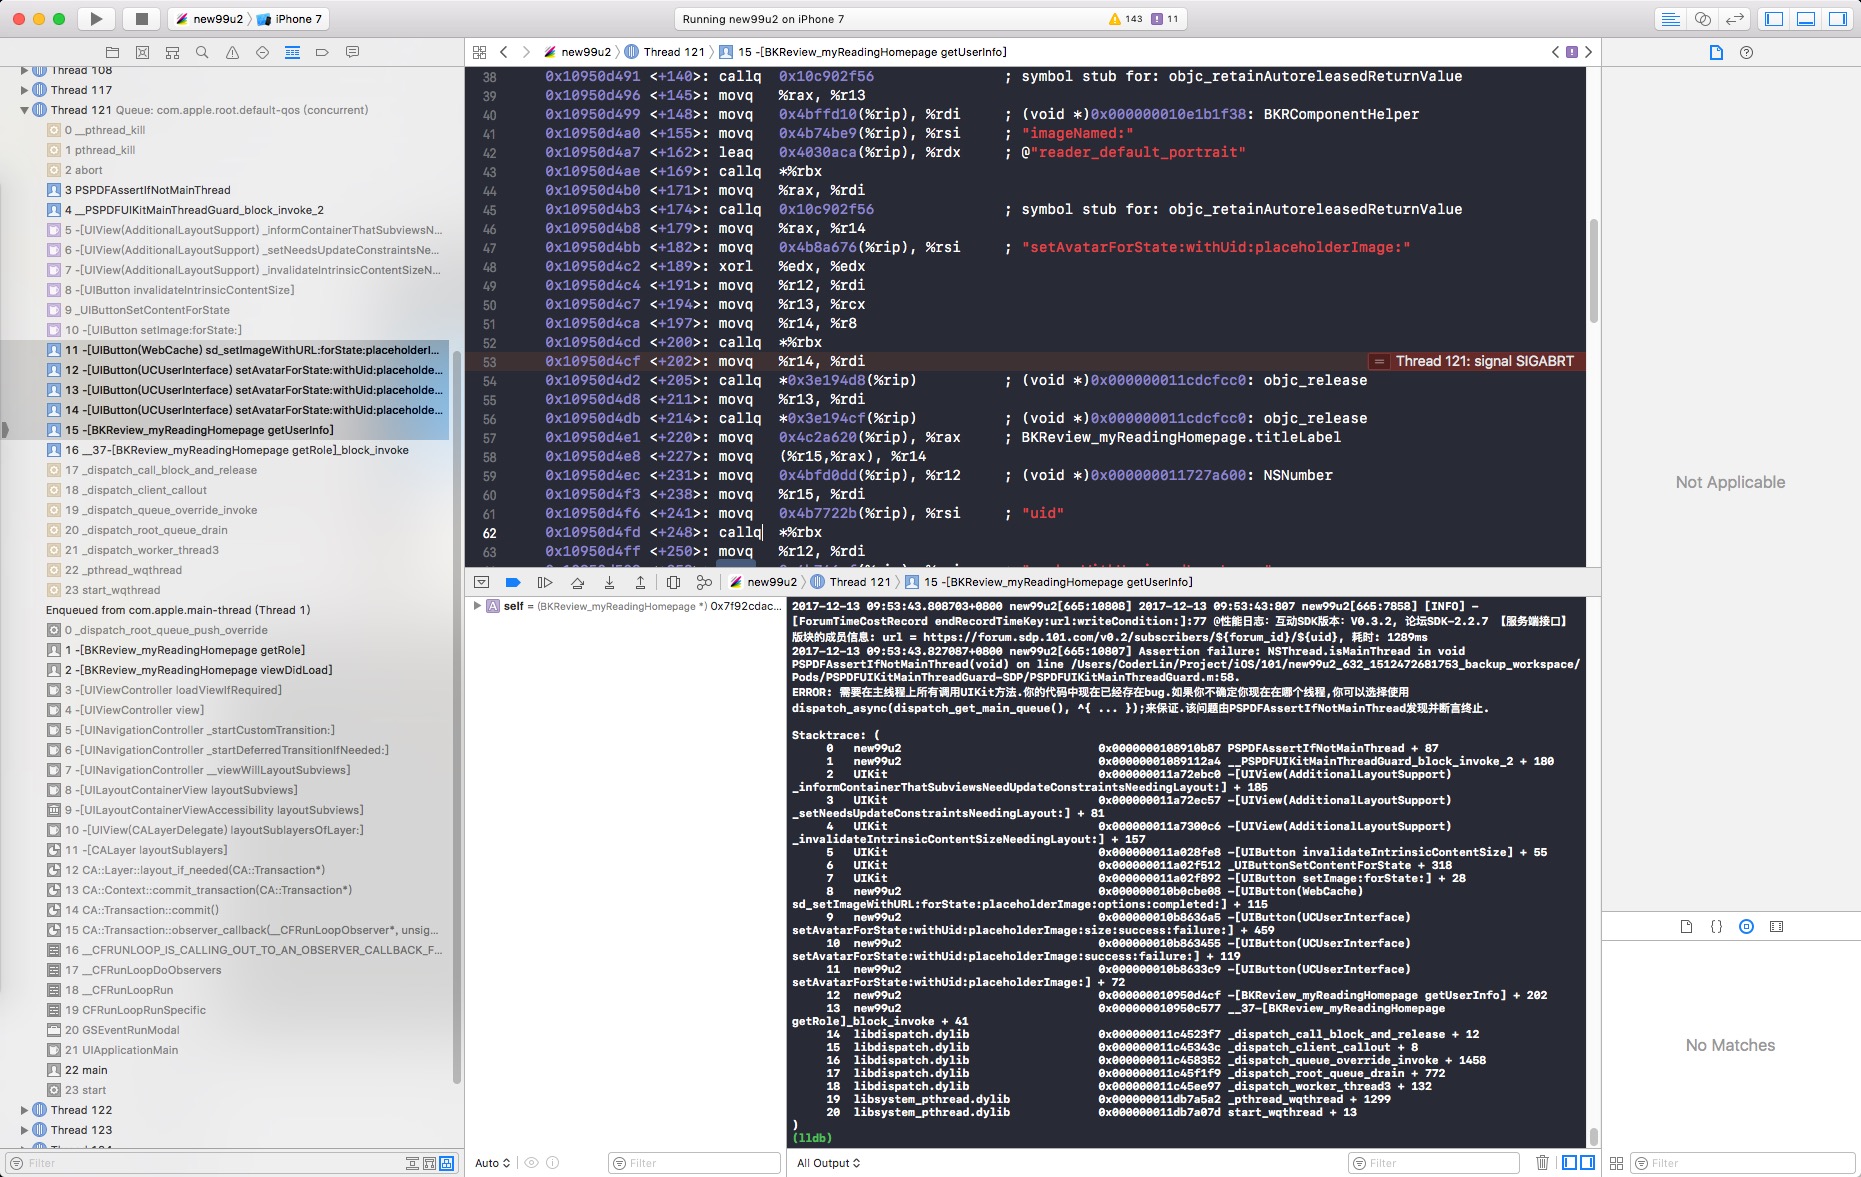 new99u2 〉 iPhone 7
Running new99u2 on iPhone 7
143
11
new99u2 〉 Thread 121 〉 15 -[BKReview_myReadingHomepage getUserInfo]
Thread 108
Thread 117
Thread 121 Queue: com.apple.root.default-qos (concurrent)
0 __pthread_kill
1 pthread_kill
2 abort
3 PSPDFAssertIfNotMainThread
4 __PSPDFUIKitMainThreadGuard_block_invoke_2
5 -[UIView(AdditionalLayoutSupport) _informContainerThatSubviewsN...
6 -[UIView(AdditionalLayoutSupport) _setNeedsUpdateConstraintsNe...
7 -[UIView(AdditionalLayoutSupport) _invalidateIntrinsicContentSizeN...
8 -[UIButton invalidateIntrinsicContentSize]
9 _UIButtonSetContentForState
10 -[UIButton setImage:forState:]
11 -[UIButton(WebCache) sd_setImageWithURL:forState:placeholderI...
12 -[UIButton(UCUserInterface) setAvatarForState:withUid:placeholde...
13 -[UIButton(UCUserInterface) setAvatarForState:withUid:placeholde...
14 -[UIButton(UCUserInterface) setAvatarForState:withUid:placeholde...
15 -[BKReview_myReadingHomepage getUserInfo]
16 __37-[BKReview_myReadingHomepage getRole]_block_invoke
17 _dispatch_call_block_and_release
18 _dispatch_client_callout
19 _dispatch_queue_override_invoke
20 _dispatch_root_queue_drain
21 _dispatch_worker_thread3
22 _pthread_wqthread
23 start_wqthread
Enqueued from com.apple.main-thread (Thread 1)
0 _dispatch_root_queue_push_override
1 -[BKReview_myReadingHomepage getRole]
2 -[BKReview_myReadingHomepage viewDidLoad]
3 -[UIViewController loadViewIfRequired]
4 -[UIViewController view]
5 -[UINavigationController _startCustomTransition:]
6 -[UINavigationController _startDeferredTransitionIfNeeded:]
7 -[UINavigationController __viewWillLayoutSubviews]
8 -[UILayoutContainerView layoutSubviews]
9 -[UILayoutContainerViewAccessibility layoutSubviews]
10 -[UIView(CALayerDelegate) layoutSublayersOfLayer:]
11 -[CALayer layoutSublayers]
12 CA::Layer::layout_if_needed(CA::Transaction*)
13 CA::Context::commit_transaction(CA::Transaction*)
14 CA::Transaction::commit()
15 CA::Transaction::observer_callback(__CFRunLoopObserver*, unsig...
16 __CFRUNLOOP_IS_CALLING_OUT_TO_AN_OBSERVER_CALLBACK_F...
17 __CFRunLoopDoObservers
18 __CFRunLoopRun
19 CFRunLoopRunSpecific
20 GSEventRunModal
21 UIApplicationMain
22 main
23 start
Thread 122
Thread 123
Filter
38 0x10950d491 <+140>: callq 0x10c902f56 ; symbol stub for: objc_retainAutoreleasedReturnValue
39 0x10950d496 <+145>: movq %rax, %r13
40 0x10950d499 <+148>: movq 0x4bffd10(%rip), %rdi ; (void *)0x000000010e1b1f38: BKRComponentHelper
41 0x10950d4a0 <+155>: movq 0x4b74be9(%rip), %rsi ; "imageNamed:"
42 0x10950d4a7 <+162>: leaq 0x4030aca(%rip), %rdx ; @"reader_default_portrait"
43 0x10950d4ae <+169>: callq *%rbx
44 0x10950d4b0 <+171>: movq %rax, %rdi
45 0x10950d4b3 <+174>: callq 0x10c902f56 ; symbol stub for: objc_retainAutoreleasedReturnValue
46 0x10950d4b8 <+179>: movq %rax, %r14
47 0x10950d4bb <+182>: movq 0x4b8a676(%rip), %rsi ; "setAvatarForState:withUid:placeholderImage:"
48 0x10950d4c2 <+189>: xorl %edx, %edx
49 0x10950d4c4 <+191>: movq %r12, %rdi
50 0x10950d4c7 <+194>: movq %r13, %rcx
51 0x10950d4ca <+197>: movq %r14, %r8
52 0x10950d4cd <+200>: callq *%rbx
53 0x10950d4cf <+202>: movq %r14, %rdi = Thread 121: signal SIGABRT
54 0x10950d4d2 <+205>: callq *0x3e194d8(%rip) ; (void *)0x000000011cdcfcc0: objc_release
55 0x10950d4d8 <+211>: movq %r13, %rdi
56 0x10950d4db <+214>: callq *0x3e194cf(%rip) ; (void *)0x000000011cdcfcc0: objc_release
57 0x10950d4e1 <+220>: movq 0x4c2a620(%rip), %rax ; BKReview_myReadingHomepage.titleLabel
58 0x10950d4e8 <+227>: movq (%r15,%rax), %r14
59 0x10950d4ec <+231>: movq 0x4bfd0dd(%rip), %r12 ; (void *)0x000000011727a600: NSNumber
60 0x10950d4f3 <+238>: movq %r15, %rdi
61 0x10950d4f6 <+241>: movq 0x4b7722b(%rip), %rsi ; "uid"
62 0x10950d4fd <+248>: callq *%rbx
63 0x10950d4ff <+250>: movq %r12, %rdi
new99u2 〉 Thread 121 〉 15 -[BKReview_myReadingHomepage getUserInfo]
A self = (BKReview_myReadingHomepage *) 0x7f92cdac...
Auto
Filter
2017-12-13 09:53:43.808703+0800 new99u2[665:10808] 2017-12-13 09:53:43:807 new99u2[665:7858] [INFO] -
[ForumTimeCostRecord endRecordTimeKey:url:writeCondition:]:77 @性能日志: 互动SDK版本: V0.3.2, 论坛SDK-2.2.7 【服务端接口】
版块的成员信息: url = https://forum.sdp.101.com/v0.2/subscribers/${forum_id}/${uid}, 耗时: 1289ms
2017-12-13 09:53:43.827087+0800 new99u2[665:10807] Assertion failure: NSThread.isMainThread in void
PSPDFAssertIfNotMainThread(void) on line /Users/CoderLin/Project/iOS/101/new99u2_632_1512472681753_backup_workspace/
Pods/PSPDFUIKitMainThreadGuard-SDP/PSPDFUIKitMainThreadGuard.m:58.
ERROR: 需要在主线程上所有调用UIKit方法.你的代码中现在已经存在bug.如果你不确定你现在在哪个线程,你可以选择使用
dispatch_async(dispatch_get_main_queue(), ^{ ... });来保证.该问题由PSPDFAssertIfNotMainThread发现并断言终止.
Stacktrace: (
0 new99u2 0x0000000108910b87 PSPDFAssertIfNotMainThread + 87
1 new99u2 0x00000001089112a4 __PSPDFUIKitMainThreadGuard_block_invoke_2 + 180
2 UIKit 0x000000011a72ebc0 -[UIView(AdditionalLayoutSupport)
_informContainerThatSubviewsNeedUpdateConstraintsNeedingLayout:] + 185
3 UIKit 0x000000011a72ec57 -[UIView(AdditionalLayoutSupport)
_setNeedsUpdateConstraintsNeedingLayout:] + 81
4 UIKit 0x000000011a7300c6 -[UIView(AdditionalLayoutSupport)
_invalidateIntrinsicContentSizeNeedingLayout:] + 157
5 UIKit 0x000000011a028fe8 -[UIButton invalidateIntrinsicContentSize] + 55
6 UIKit 0x000000011a02f512 _UIButtonSetContentForState + 318
7 UIKit 0x000000011a02f892 -[UIButton setImage:forState:] + 28
8 new99u2 0x000000010b0cbe08 -[UIButton(WebCache)
sd_setImageWithURL:forState:placeholderImage:options:completed:] + 115
9 new99u2 0x000000010b8636a5 -[UIButton(UCUserInterface)
setAvatarForState:withUid:placeholderImage:size:success:failure:] + 459
10 new99u2 0x000000010b863455 -[UIButton(UCUserInterface)
setAvatarForState:withUid:placeholderImage:success:failure:] + 119
11 new99u2 0x000000010b8633c9 -[UIButton(UCUserInterface)
setAvatarForState:withUid:placeholderImage:] + 72
12 new99u2 0x000000010950d4cf -[BKReview_myReadingHomepage getUserInfo] + 202
13 new99u2 0x000000010950c577 __37-[BKReview_myReadingHomepage
getRole]_block_invoke + 41
14 libdispatch.dylib 0x000000011c4523f7 _dispatch_call_block_and_release + 12
15 libdispatch.dylib 0x000000011c45343c _dispatch_client_callout + 8
16 libdispatch.dylib 0x000000011c458352 _dispatch_queue_override_invoke + 1458
17 libdispatch.dylib 0x000000011c45f1f9 _dispatch_root_queue_drain + 772
18 libdispatch.dylib 0x000000011c45ee97 _dispatch_worker_thread3 + 132
19 libsystem_pthread.dylib 0x000000011db7a5a2 _pthread_wqthread + 1299
20 libsystem_pthread.dylib 0x000000011db7a07d start_wqthread + 13
)
(lldb)
All Output
Filter
Not Applicable
{}
No Matches
Filter